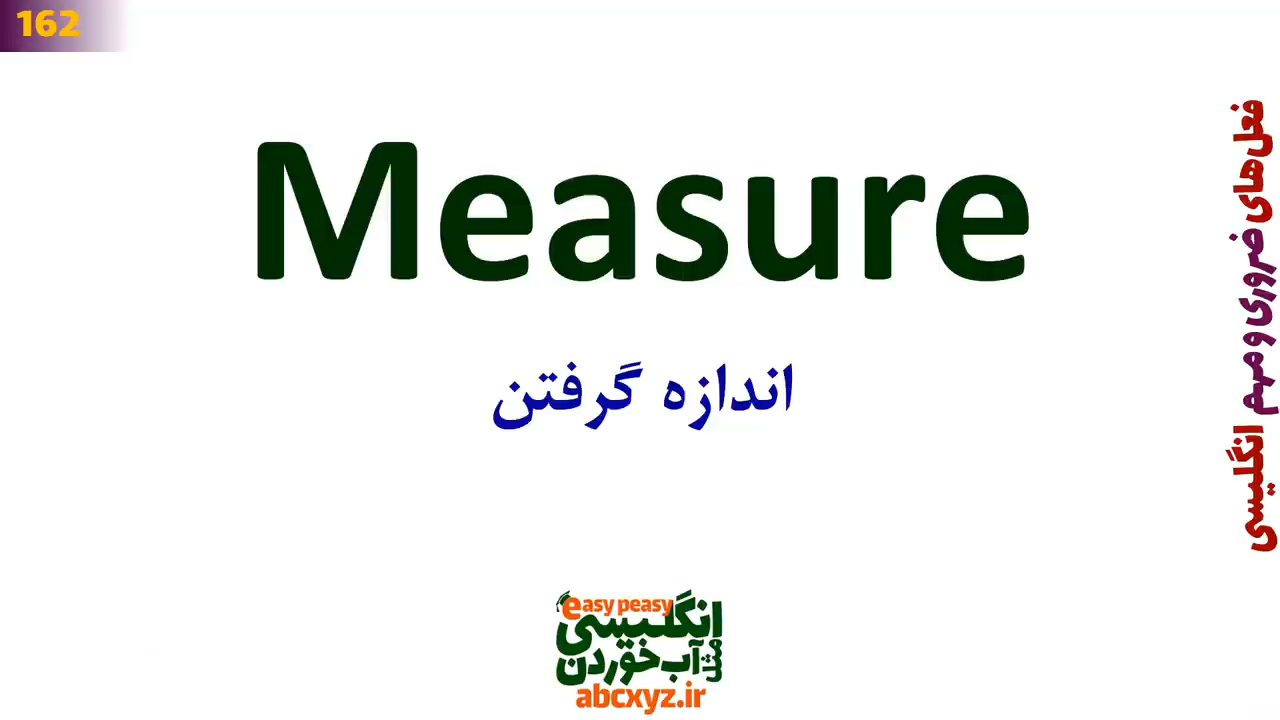 162
Measure
اندازه گرفتن
فعل‌های ضروری و مهم انگلیسی
easy peasy
انگلیسی
مثل آب خوردن
abcxyz.ir